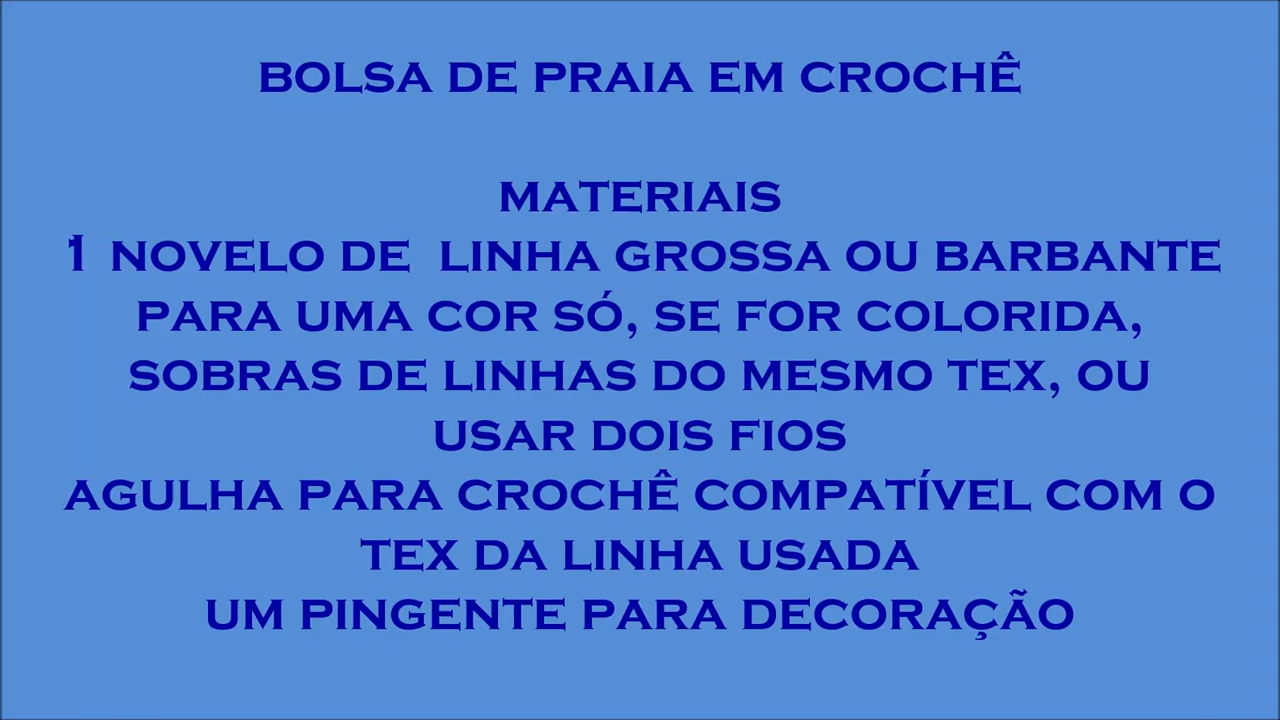 BOLSA DE PRAIA EM CROCHÊ
MATERIAIS
1 NOVELO DE LINHA GROSSA OU BARBANTE
PARA UMA COR SÓ, SE FOR COLORIDA,
SOBRAS DE LINHAS DO MESMO TEX, OU
USAR DOIS FIOS
AGULHA PARA CROCHÊ COMPATÍVEL COM O
TEX DA LINHA USADA
UM PINGENTE PARA DECORAÇÃO